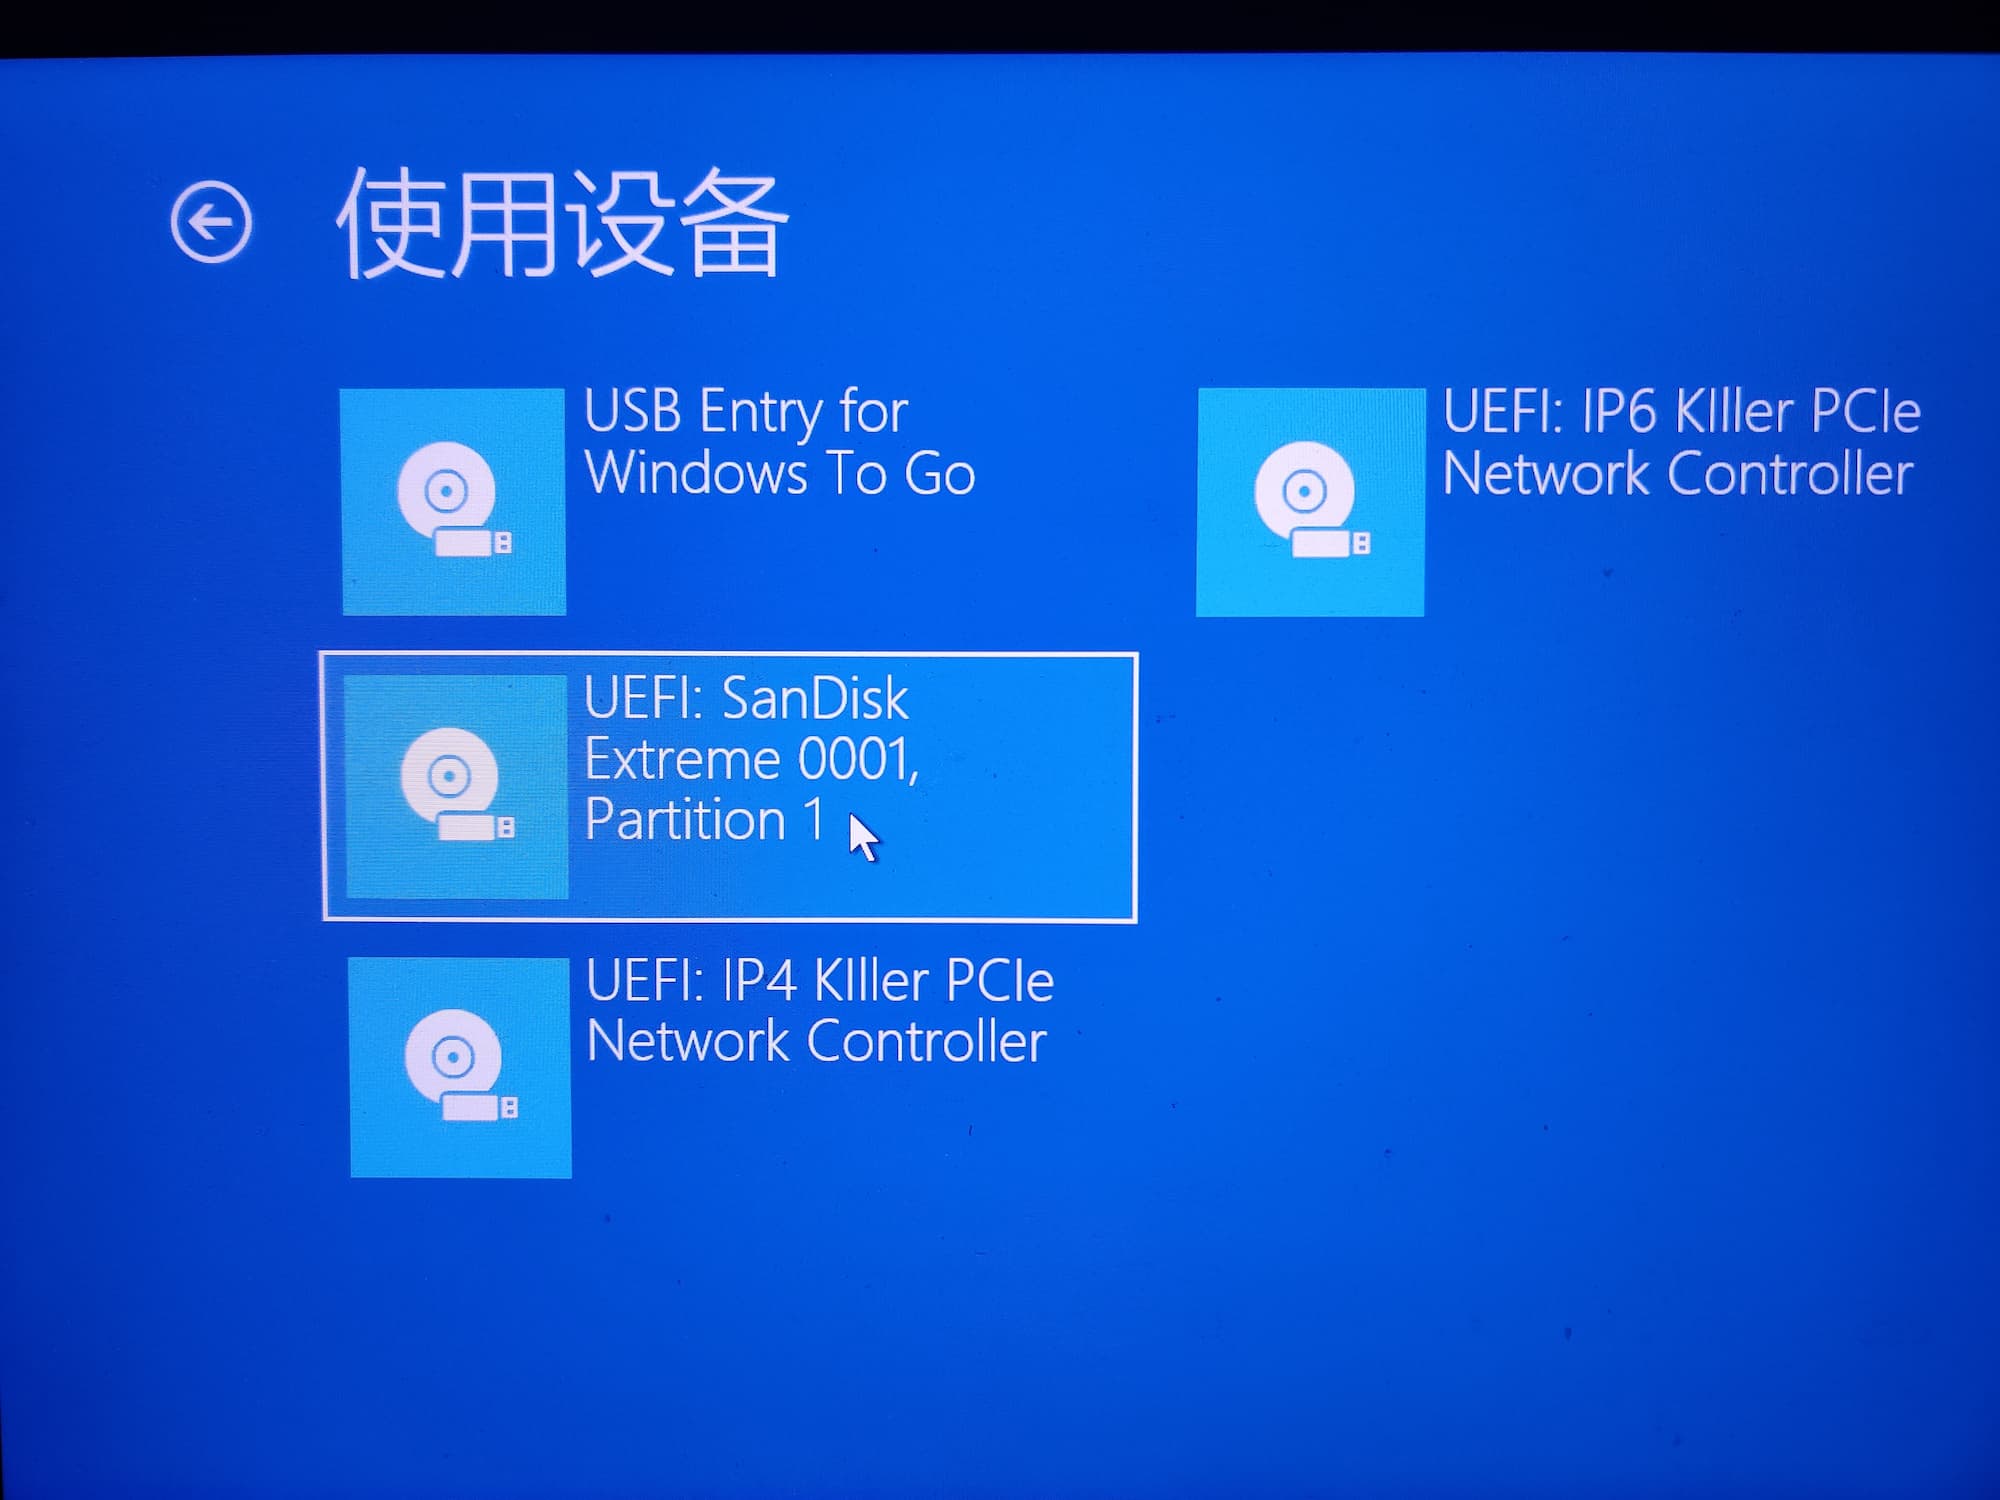 使用设备
USB Entry for
Windows To Go
UEFI: SanDisk
Extreme 0001,
Partition 1
UEFI: IP4 KIller PCIe
Network Controller
UEFI: IP6 KIller PCIe
Network Controller